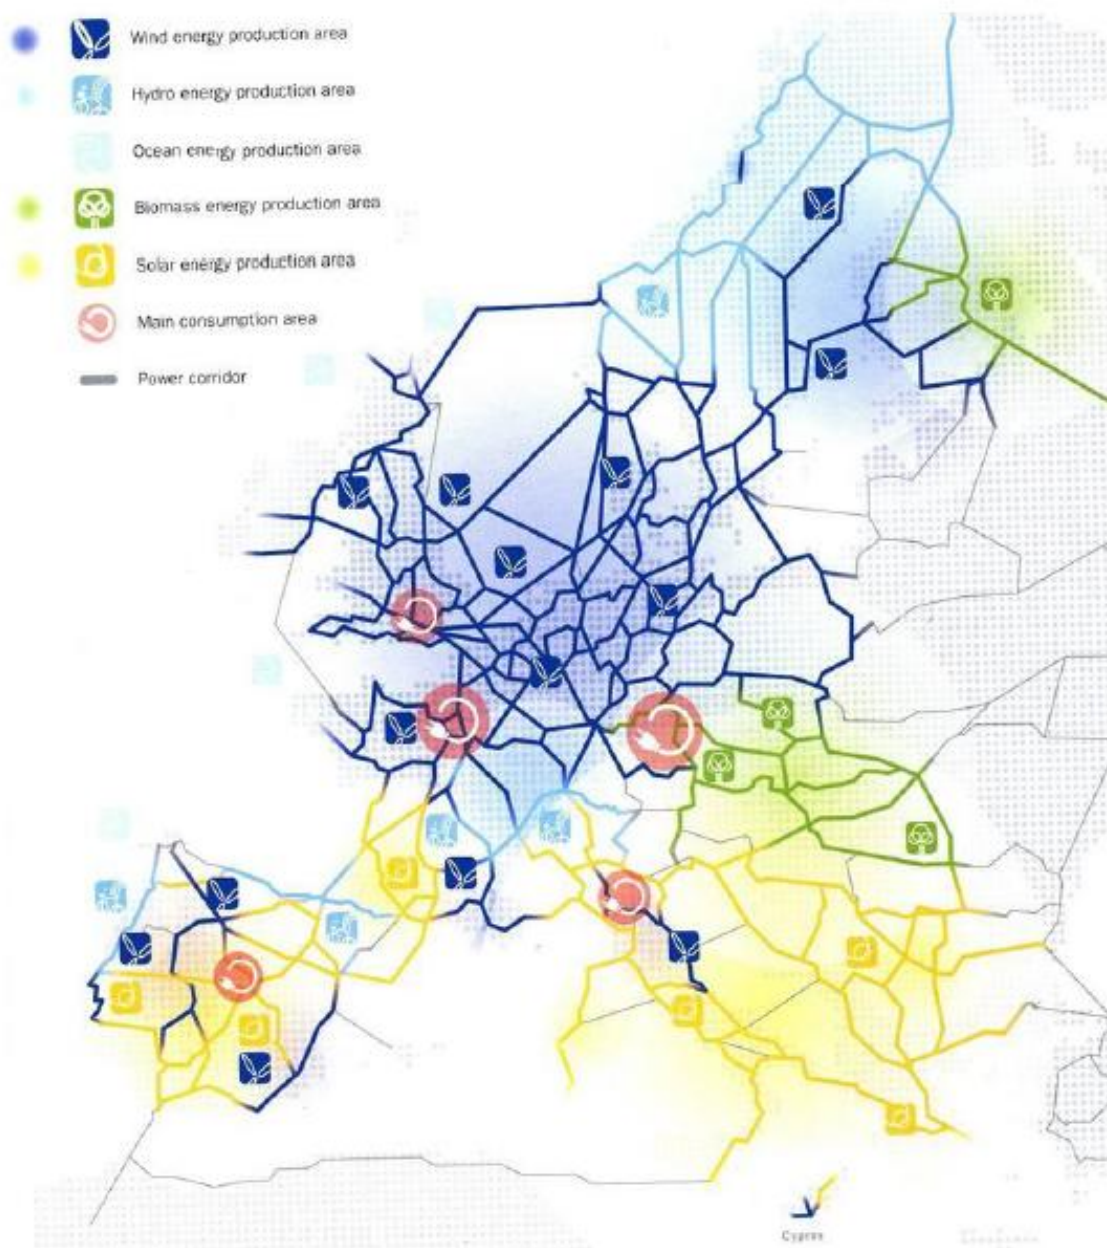 Wind energy production area
Hydro energy production area
Ocean energy production area
Biomass energy production area
Solar energy production area
Main consumption area
Power corridor
Cyprus